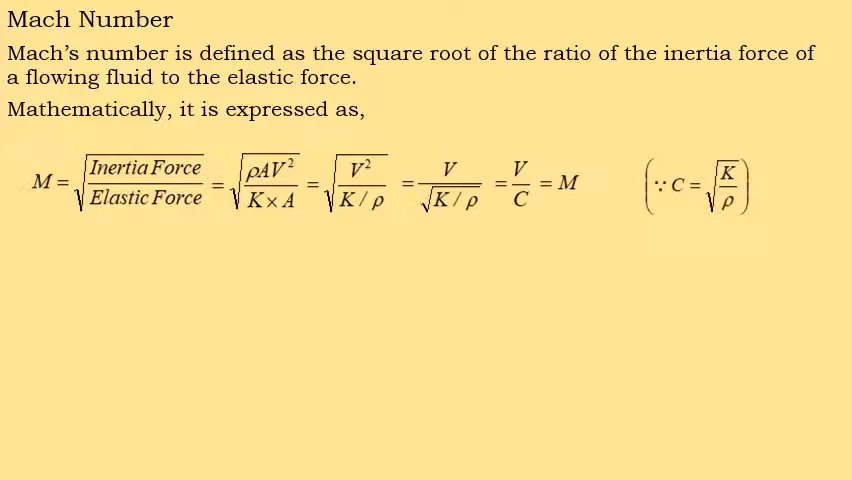 Mach Number
Mach's number is defined as the square root of the ratio of the inertia force of
a flowing fluid to the elastic force.
Mathematically, it is expressed as,
M = √(Inertia Force / Elastic Force) = √(ρAV² / K × A) = √(V² / K / ρ) = V / √(K / ρ) = V / C = M (∵ C = √(K / ρ))